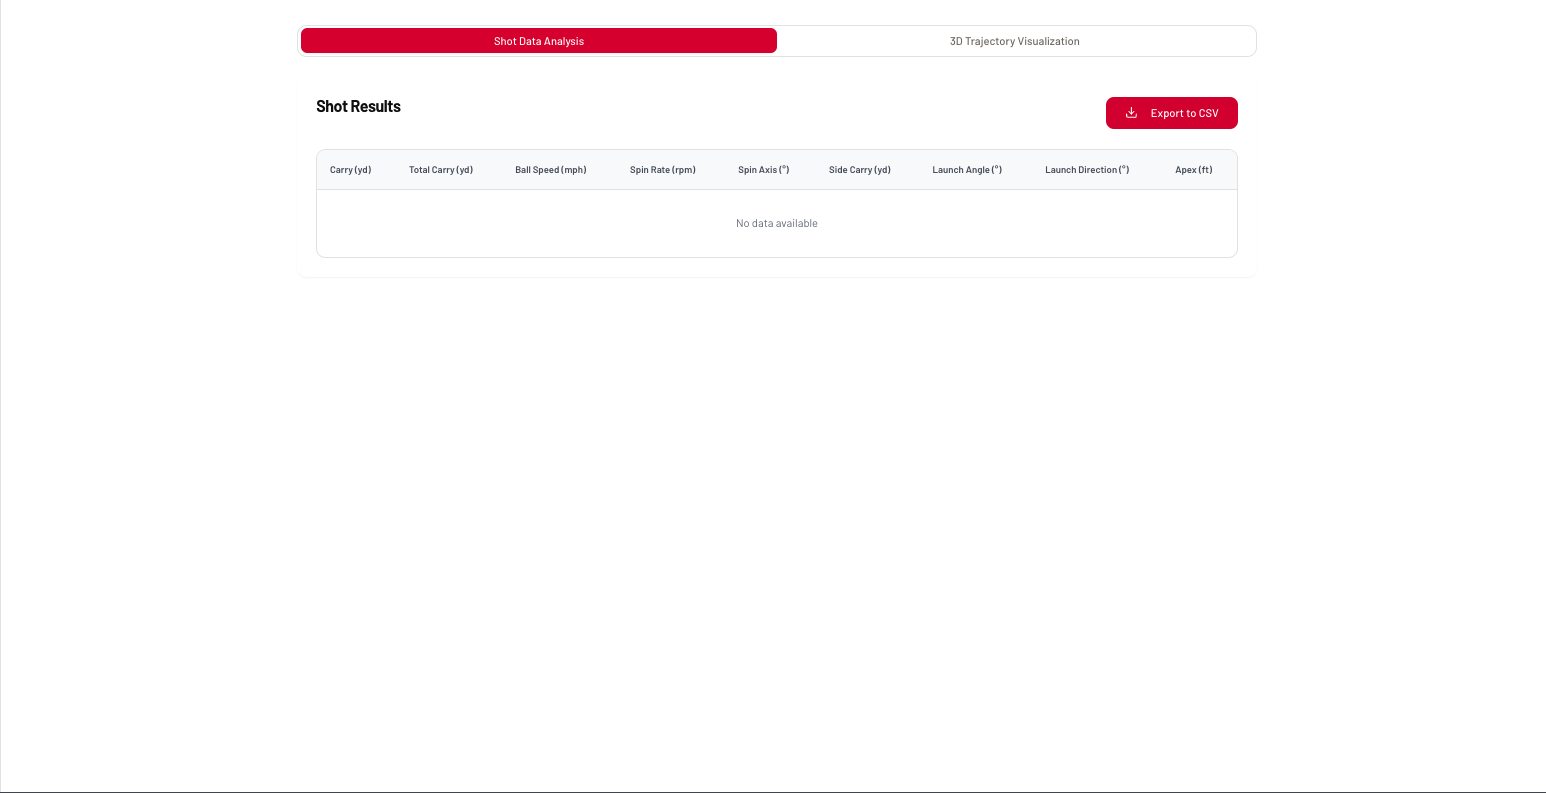 Shot Data Analysis
3D Trajectory Visualization
Shot Results
Export to CSV
Carry (yd) Total Carry (yd) Ball Speed (mph) Spin Rate (rpm) Spin Axis (°) Side Carry (yd) Launch Angle (°) Launch Direction (°) Apex (ft)
No data available